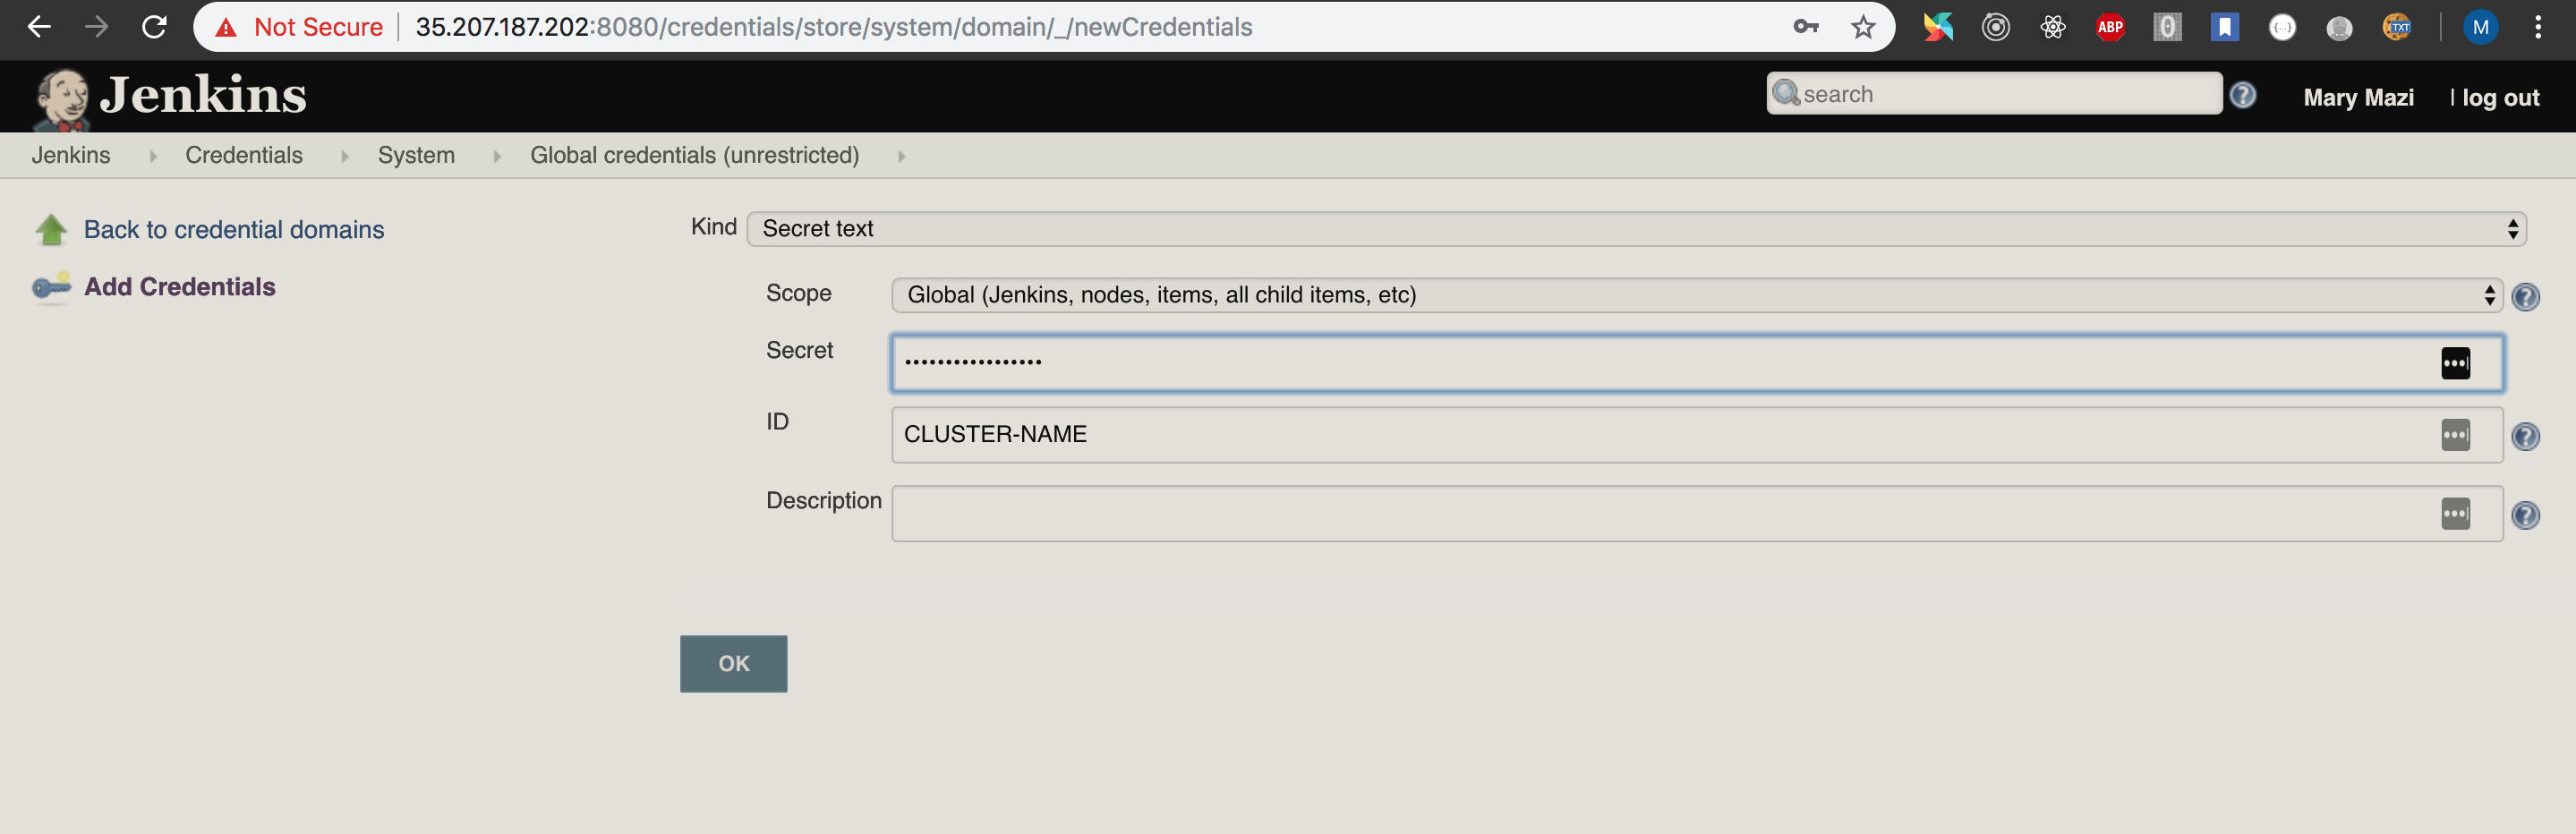 Not Secure 35.207.187.202:8080/credentials/store/system/domain/_/newCredentials ABP 0 {...} TXT M
Jenkins search ? Mary Mazi | log out
Jenkins Credentials System Global credentials (unrestricted)
Back to credential domains
Add Credentials
Kind Secret text
Scope Global (Jenkins, nodes, items, all child items, etc) ?
Secret •••••••••••••••••
ID CLUSTER-NAME ?
Description ?
OK